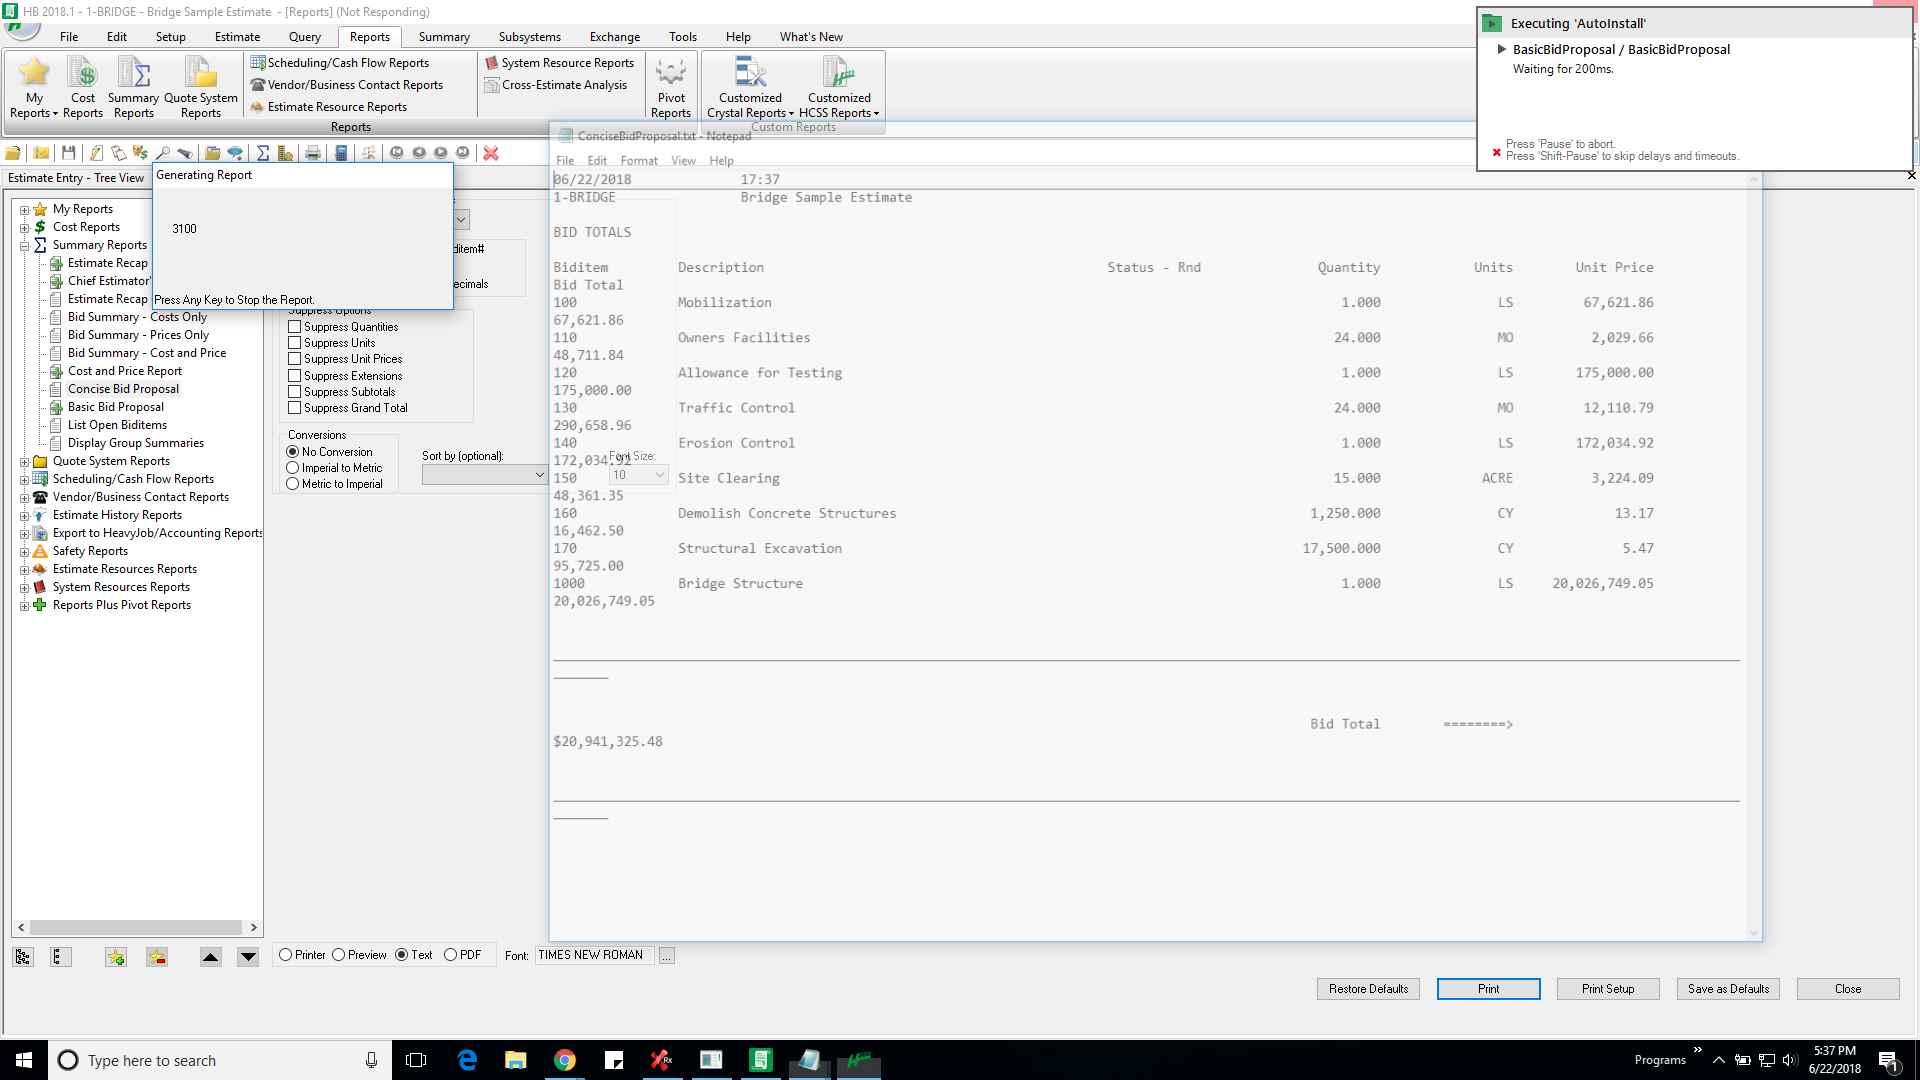 HB 2018.1 - 1-BRIDGE - Bridge Sample Estimate - [Reports] (Not Responding)
File Edit Setup Estimate Query Reports Summary Subsystems Exchange Tools Help What's New
My Reports
Cost Reports
Summary Reports
Quote System Reports
Scheduling/Cash Flow Reports
Vendor/Business Contact Reports
Estimate Resource Reports
System Resource Reports
Cross-Estimate Analysis
Pivot Reports
Customized Crystal Reports
Customized HCSS Reports
Reports
Custom Reports
Executing 'AutoInstall'
BasicBidProposal / BasicBidProposal
Waiting for 200ms.
Press 'Pause' to abort.
Press 'Shift-Pause' to skip delays and timeouts.
Estimate Entry - Tree View
My Reports
Cost Reports
Summary Reports
Estimate Recap
Chief Estimator'
Estimate Recap
Bid Summary - Costs Only
Bid Summary - Prices Only
Bid Summary - Cost and Price
Cost and Price Report
Concise Bid Proposal
Basic Bid Proposal
List Open Biditems
Display Group Summaries
Quote System Reports
Scheduling/Cash Flow Reports
Vendor/Business Contact Reports
Estimate History Reports
Export to HeavyJob/Accounting Reports
Safety Reports
Estimate Resources Reports
System Resources Reports
Reports Plus Pivot Reports
Generating Report
3100
Press Any Key to Stop the Report.
diitem#
ecimals
Suppress Options
Suppress Quantities
Suppress Units
Suppress Unit Prices
Suppress Extensions
Suppress Subtotals
Suppress Grand Total
Conversions
No Conversion
Imperial to Metric
Metric to Imperial
Sort by (optional):
Font Size:
10
ConciseBidProposal.txt - Notepad
File Edit Format View Help
06/22/2018 17:37
1-BRIDGE Bridge Sample Estimate
BID TOTALS
Biditem Description Status - Rnd Quantity Units Unit Price
Bid Total
100 Mobilization 1.000 LS 67,621.86
67,621.86
110 Owners Facilities 24.000 MO 2,029.66
48,711.84
120 Allowance for Testing 1.000 LS 175,000.00
175,000.00
130 Traffic Control 24.000 MO 12,110.79
290,658.96
140 Erosion Control 1.000 LS 172,034.92
172,034.92
150 Site Clearing 15.000 ACRE 3,224.09
48,361.35
160 Demolish Concrete Structures 1,250.000 CY 13.17
16,462.50
170 Structural Excavation 17,500.000 CY 5.47
95,725.00
1000 Bridge Structure 1.000 LS 20,026,749.05
20,026,749.05
Bid Total ========>
$20,941,325.48
Printer Preview Text PDF Font: TIMES NEW ROMAN ...
Restore Defaults Print Print Setup Save as Defaults Close
Type here to search
Programs
5:37 PM
6/22/2018
1